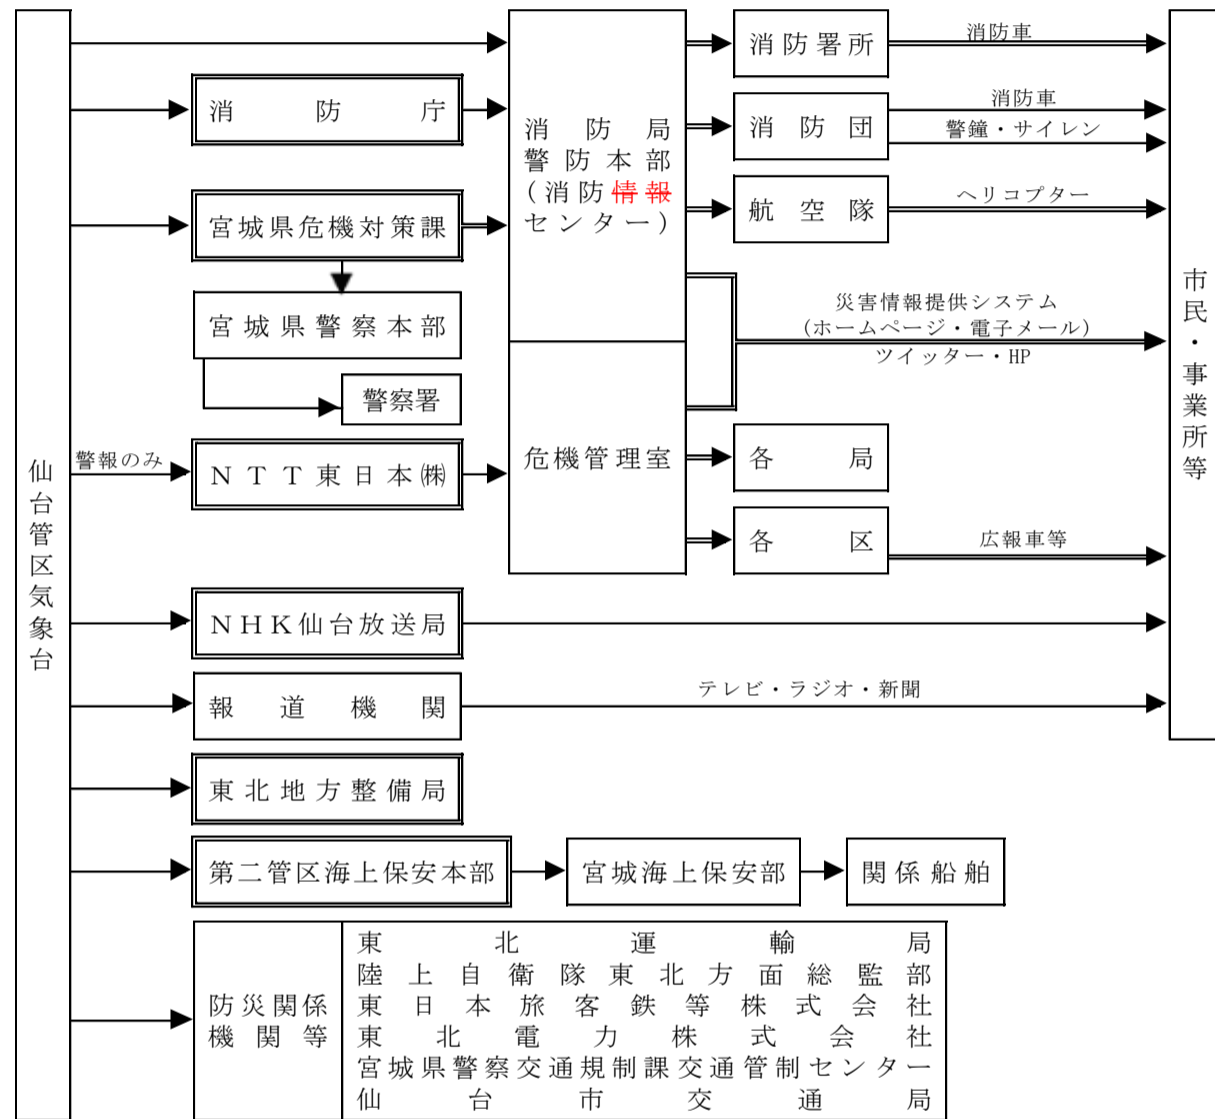 仙台管区気象台
消防庁
宮城県危機対策課
宮城県警察本部
警察署
警報のみ
NTT東日本㈱
NHK仙台放送局
報道機関
東北地方整備局
第二管区海上保安本部
宮城海上保安部
関係船舶
防災関係
機関等
東北運輸局
陸上自衛隊東北方面総監部
東日本旅客鉄等株式会社
東北電力株式会社
宮城県警察交通規制課交通管制センター
仙台市交通局
消防局
警防本部
(消防情報
センター)
危機管理室
消防署所
消防車
消防団
消防車
警鐘・サイレン
航空隊
ヘリコプター
災害情報提供システム
(ホームページ・電子メール)
ツイッター・HP
各局
各区
広報車等
テレビ・ラジオ・新聞
市民・事業所等